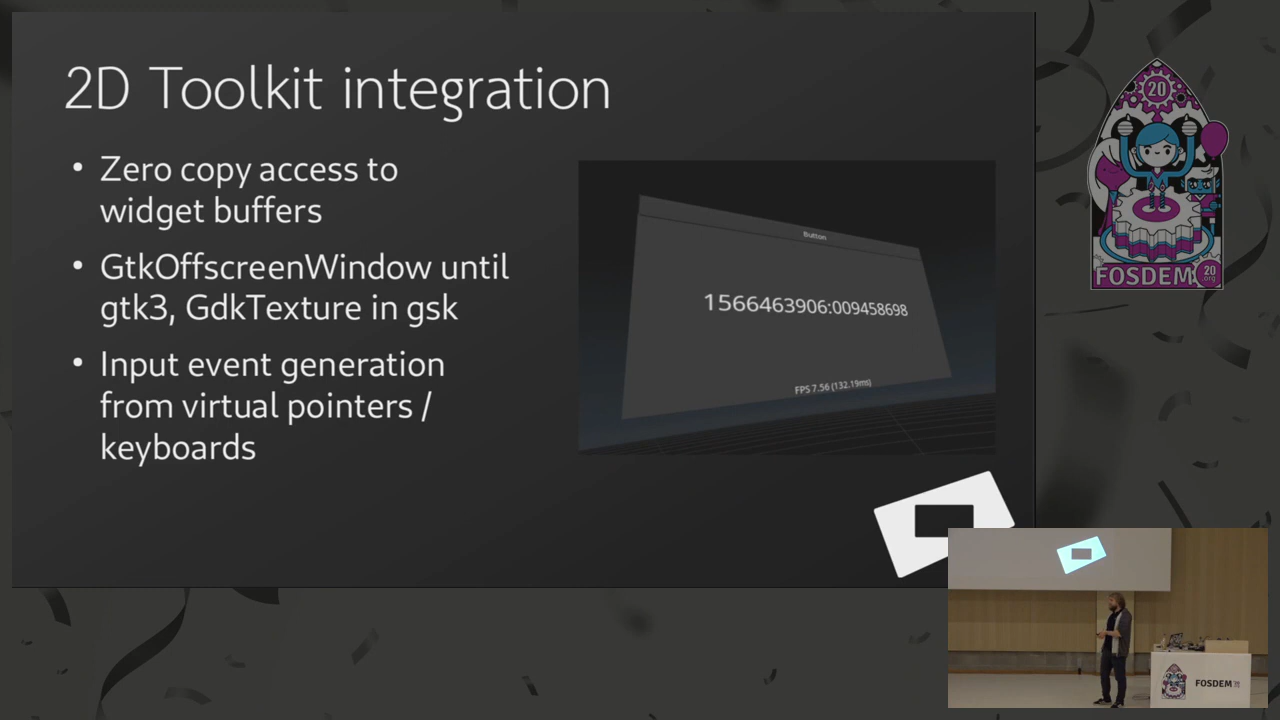 2D Toolkit integration
• Zero copy access to
widget buffers
• GtkOffscreenWindow until
gtk3, GdkTexture in gsk
• Input event generation
from virtual pointers /
keyboards
Button
1566463906:009458698
FPS 7.56 (132.19ms)
20
FOSDEM 20
.org
FOSDEM